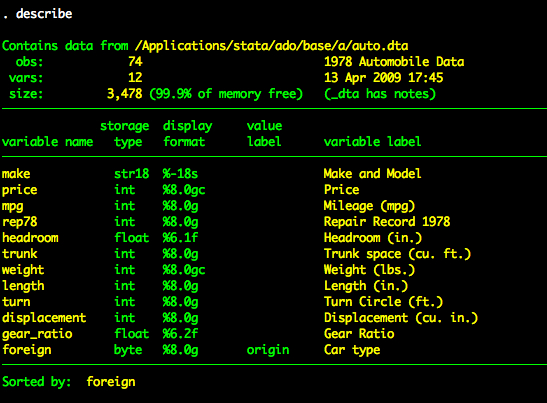 . describe
Contains data from /Applications/stata/ado/base/a/auto.dta
obs: 74 1978 Automobile Data
vars: 12 13 Apr 2009 17:45
size: 3,478 (99.9% of memory free) (_dta has notes)
storage display value
variable name type format label variable label
make str18 %-18s Make and Model
price int %8.0gc Price
mpg int %8.0g Mileage (mpg)
rep78 int %8.0g Repair Record 1978
headroom float %6.1f Headroom (in.)
trunk int %8.0g Trunk space (cu. ft.)
weight int %8.0gc Weight (lbs.)
length int %8.0g Length (in.)
turn int %8.0g Turn Circle (ft.)
displacement int %8.0g Displacement (cu. in.)
gear_ratio float %6.2f Gear Ratio
foreign byte %8.0g origin Car type
Sorted by: foreign